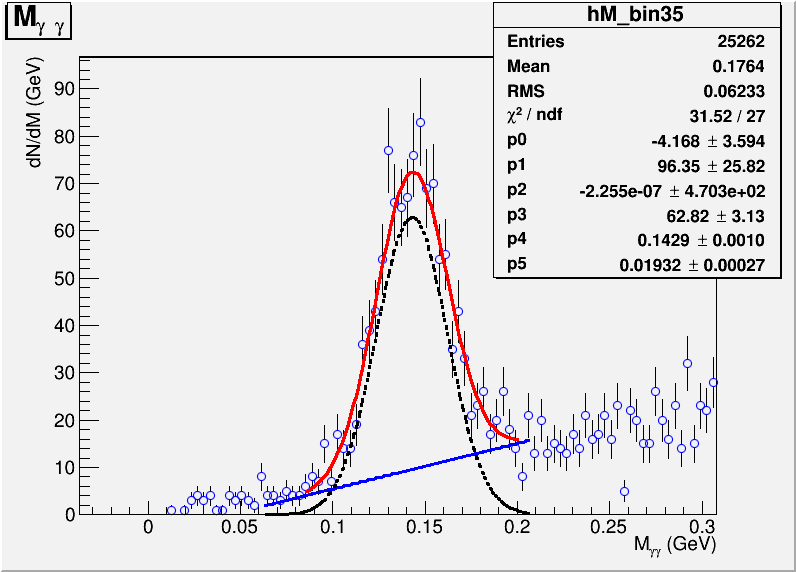 M γ γ
hM_bin35
Entries 25262
Mean 0.1764
RMS 0.06233
χ² / ndf 31.52 / 27
p0 -4.168 ± 3.594
p1 96.35 ± 25.82
p2 -2.255e-07 ± 4.703e+02
p3 62.82 ± 3.13
p4 0.1429 ± 0.0010
p5 0.01932 ± 0.00027
dN/dM (GeV)
90
80
70
60
50
40
30
20
10
0
0 0.05 0.1 0.15 0.2 0.25 0.3
Mγγ (GeV)